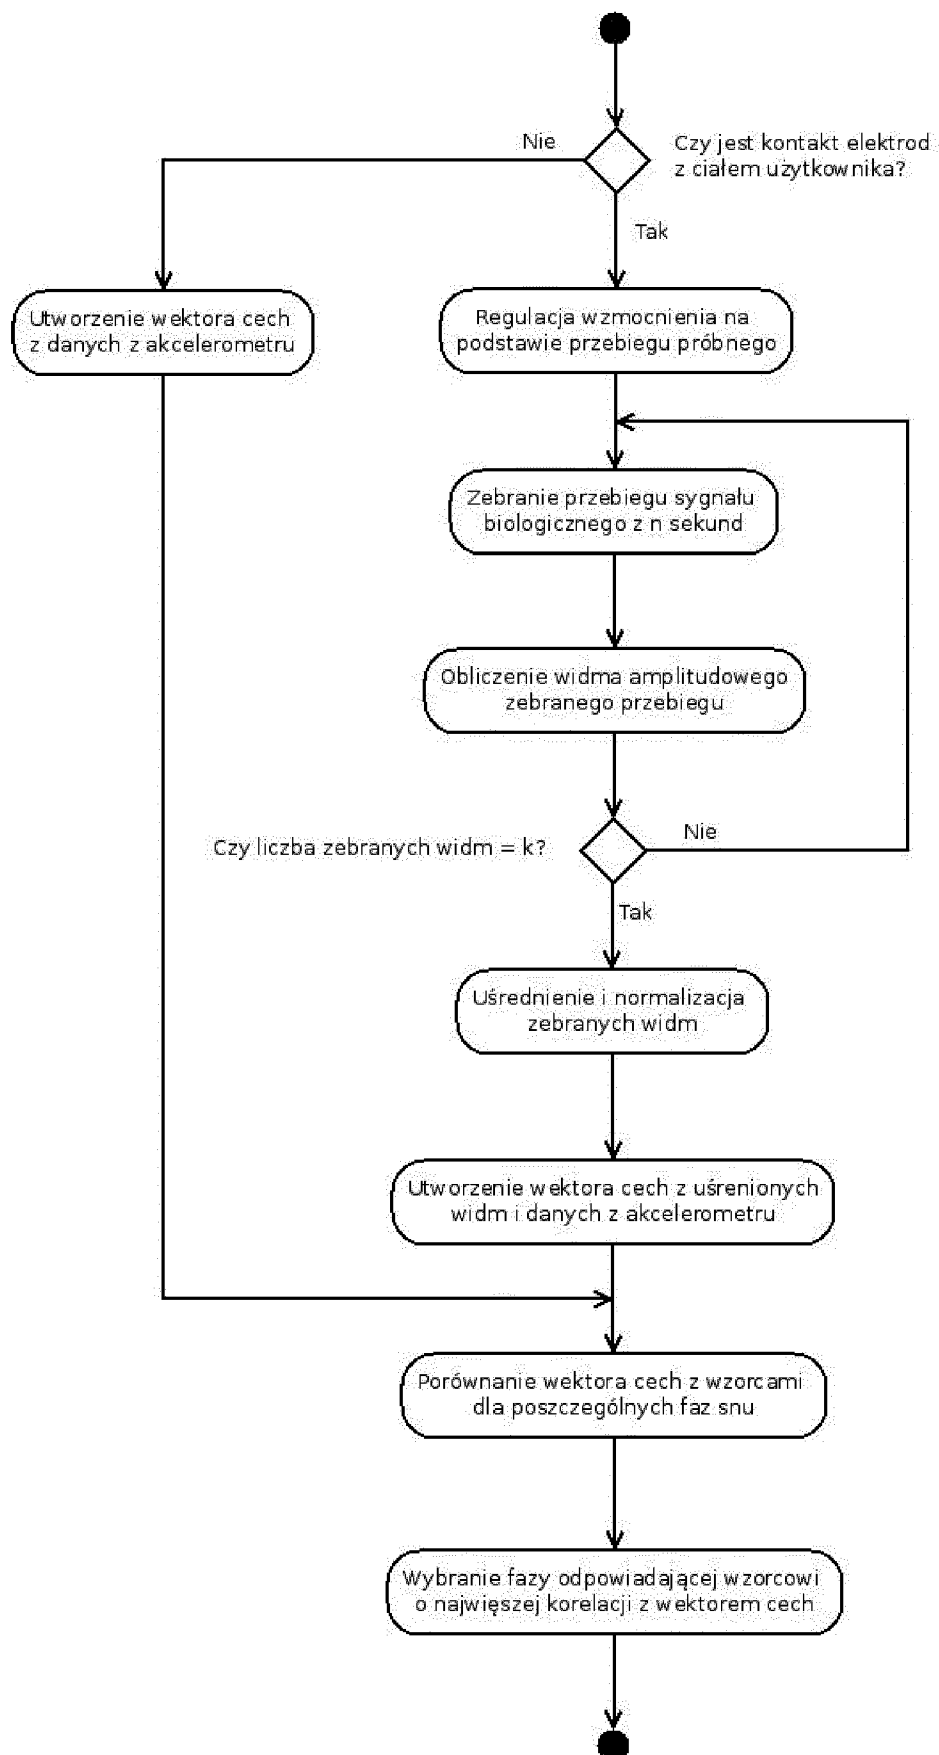 Nie
Czy jest kontakt elektrod
z ciałem użytkownika?
Tak
Utworzenie wektora cech
z danych z akcelerometru
Regulacja wzmocnienia na
podstawie przebiegu próbnego
Zebranie przebiegu sygnału
biologicznego z n sekund
Obliczenie widma amplitudowego
zebranego przebiegu
Czy liczba zebranych widm = k?
Nie
Tak
Uśrednienie i normalizacja
zebranych widm
Utworzenie wektora cech z uśrenionych
widm i danych z akcelerometru
Porównanie wektora cech z wzorcami
dla poszczególnych faz snu
Wybranie fazy odpowiadającej wzorcowi
o najwięszej korelacji z wektorem cech